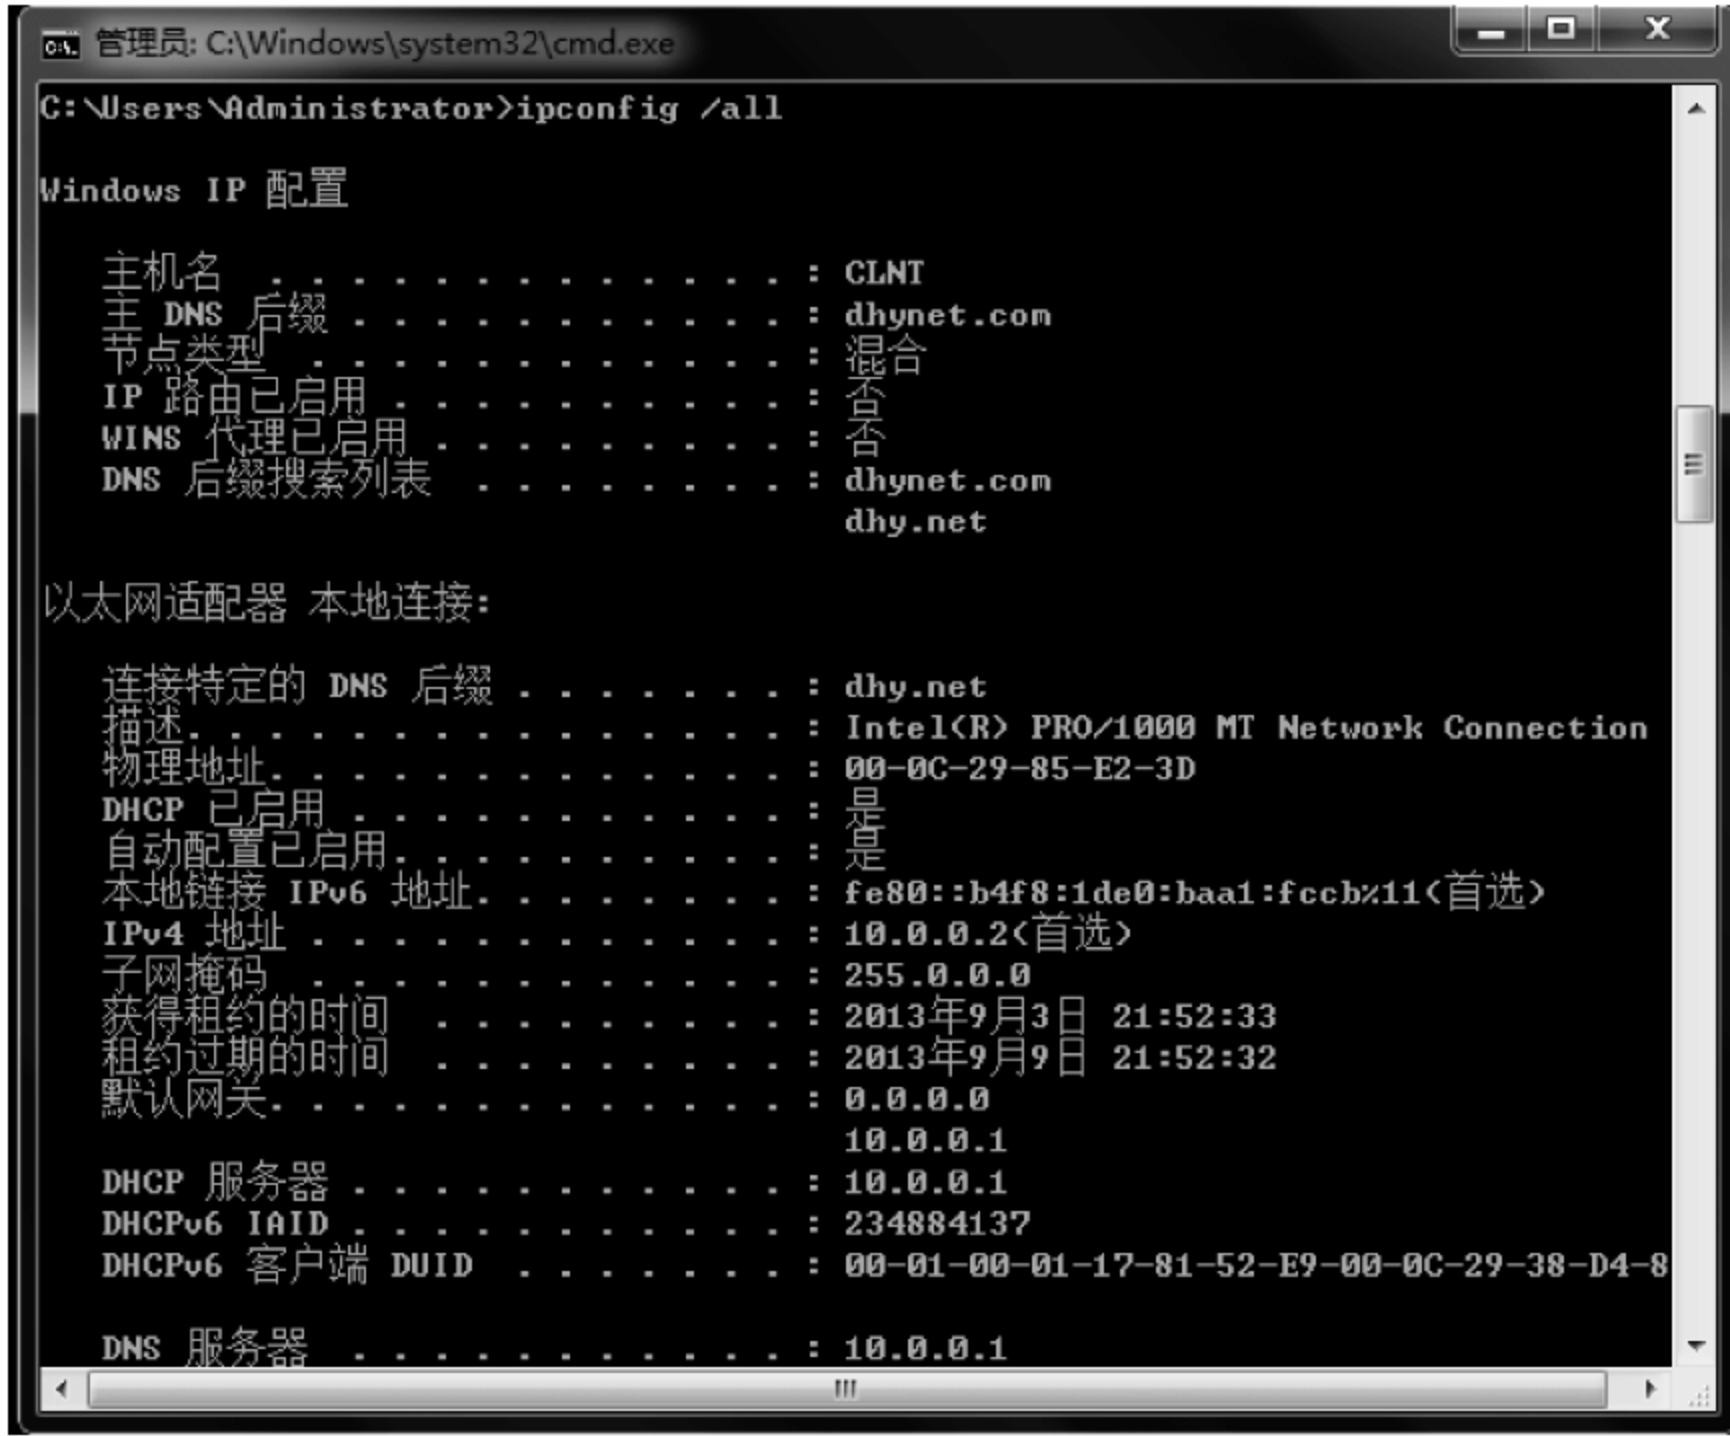 管理员: C:\Windows\system32\cmd.exe
C:\Users\Administrator>ipconfig /all
Windows IP 配置
主机名 . . . . . . . . . . . . . : CLNT
主 DNS 后缀 . . . . . . . . . . . : dhynet.com
节点类型 . . . . . . . . . . . . : 混合
IP 路由已启用 . . . . . . . . . . : 否
WINS 代理已启用 . . . . . . . . . : 否
DNS 后缀搜索列表 . . . . . . . . : dhynet.com
dhy.net
以太网适配器 本地连接:
连接特定的 DNS 后缀 . . . . . . . : dhy.net
描述. . . . . . . . . . . . . . . : Intel(R) PRO/1000 MT Network Connection
物理地址. . . . . . . . . . . . . : 00-0C-29-85-E2-3D
DHCP 已启用 . . . . . . . . . . . : 是
自动配置已启用. . . . . . . . . . : 是
本地链接 IPv6 地址. . . . . . . . : fe80::b4f8:1de0:baa1:fccb%11(首选)
IPv4 地址 . . . . . . . . . . . . : 10.0.0.2(首选)
子网掩码 . . . . . . . . . . . . : 255.0.0.0
获得租约的时间 . . . . . . . . . : 2013年9月3日 21:52:33
租约过期的时间 . . . . . . . . . : 2013年9月9日 21:52:32
默认网关. . . . . . . . . . . . . : 0.0.0.0
10.0.0.1
DHCP 服务器 . . . . . . . . . . . : 10.0.0.1
DHCPv6 IAID . . . . . . . . . . . : 234884137
DHCPv6 客户端 DUID . . . . . . . : 00-01-00-01-17-81-52-E9-00-0C-29-38-D4-8
DNS 服务器 . . . . . . . . . . . : 10.0.0.1